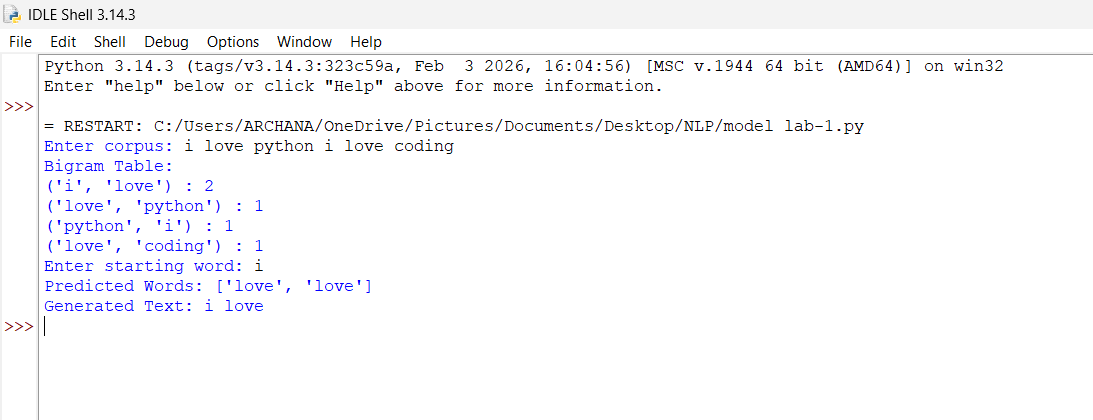 IDLE Shell 3.14.3
File Edit Shell Debug Options Window Help
Python 3.14.3 (tags/v3.14.3:323c59a, Feb  3 2026, 16:04:56) [MSC v.1944 64 bit (AMD64)] on win32
Enter "help" below or click "Help" above for more information.
>>>
= RESTART: C:/Users/ARCHANA/OneDrive/Pictures/Documents/Desktop/NLP/model lab-1.py
Enter corpus: i love python i love coding
Bigram Table:
('i', 'love') : 2
('love', 'python') : 1
('python', 'i') : 1
('love', 'coding') : 1
Enter starting word: i
Predicted Words: ['love', 'love']
Generated Text: i love
>>>